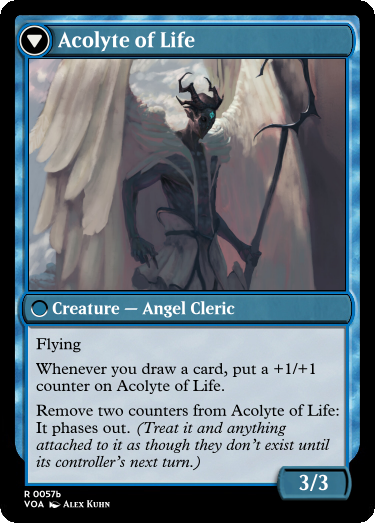 Acolyte of Life
Creature — Angel Cleric
Flying
Whenever you draw a card, put a +1/+1
counter on Acolyte of Life.
Remove two counters from Acolyte of Life:
It phases out. (Treat it and anything
attached to it as though they don't exist until
its controller's next turn.)
3/3
R 0057b
VOA Alex Kuhn